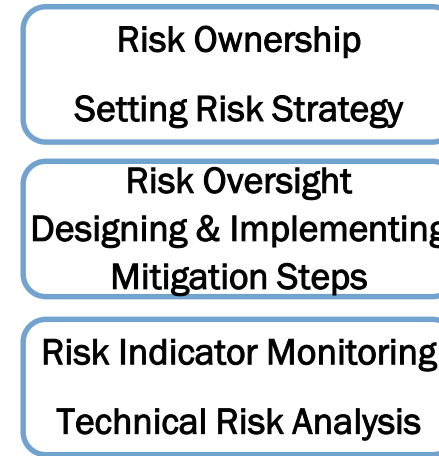 Risk Ownership
Setting Risk Strategy
Risk Oversight
Designing & Implementing
Mitigation Steps
Risk Indicator Monitoring
Technical Risk Analysis